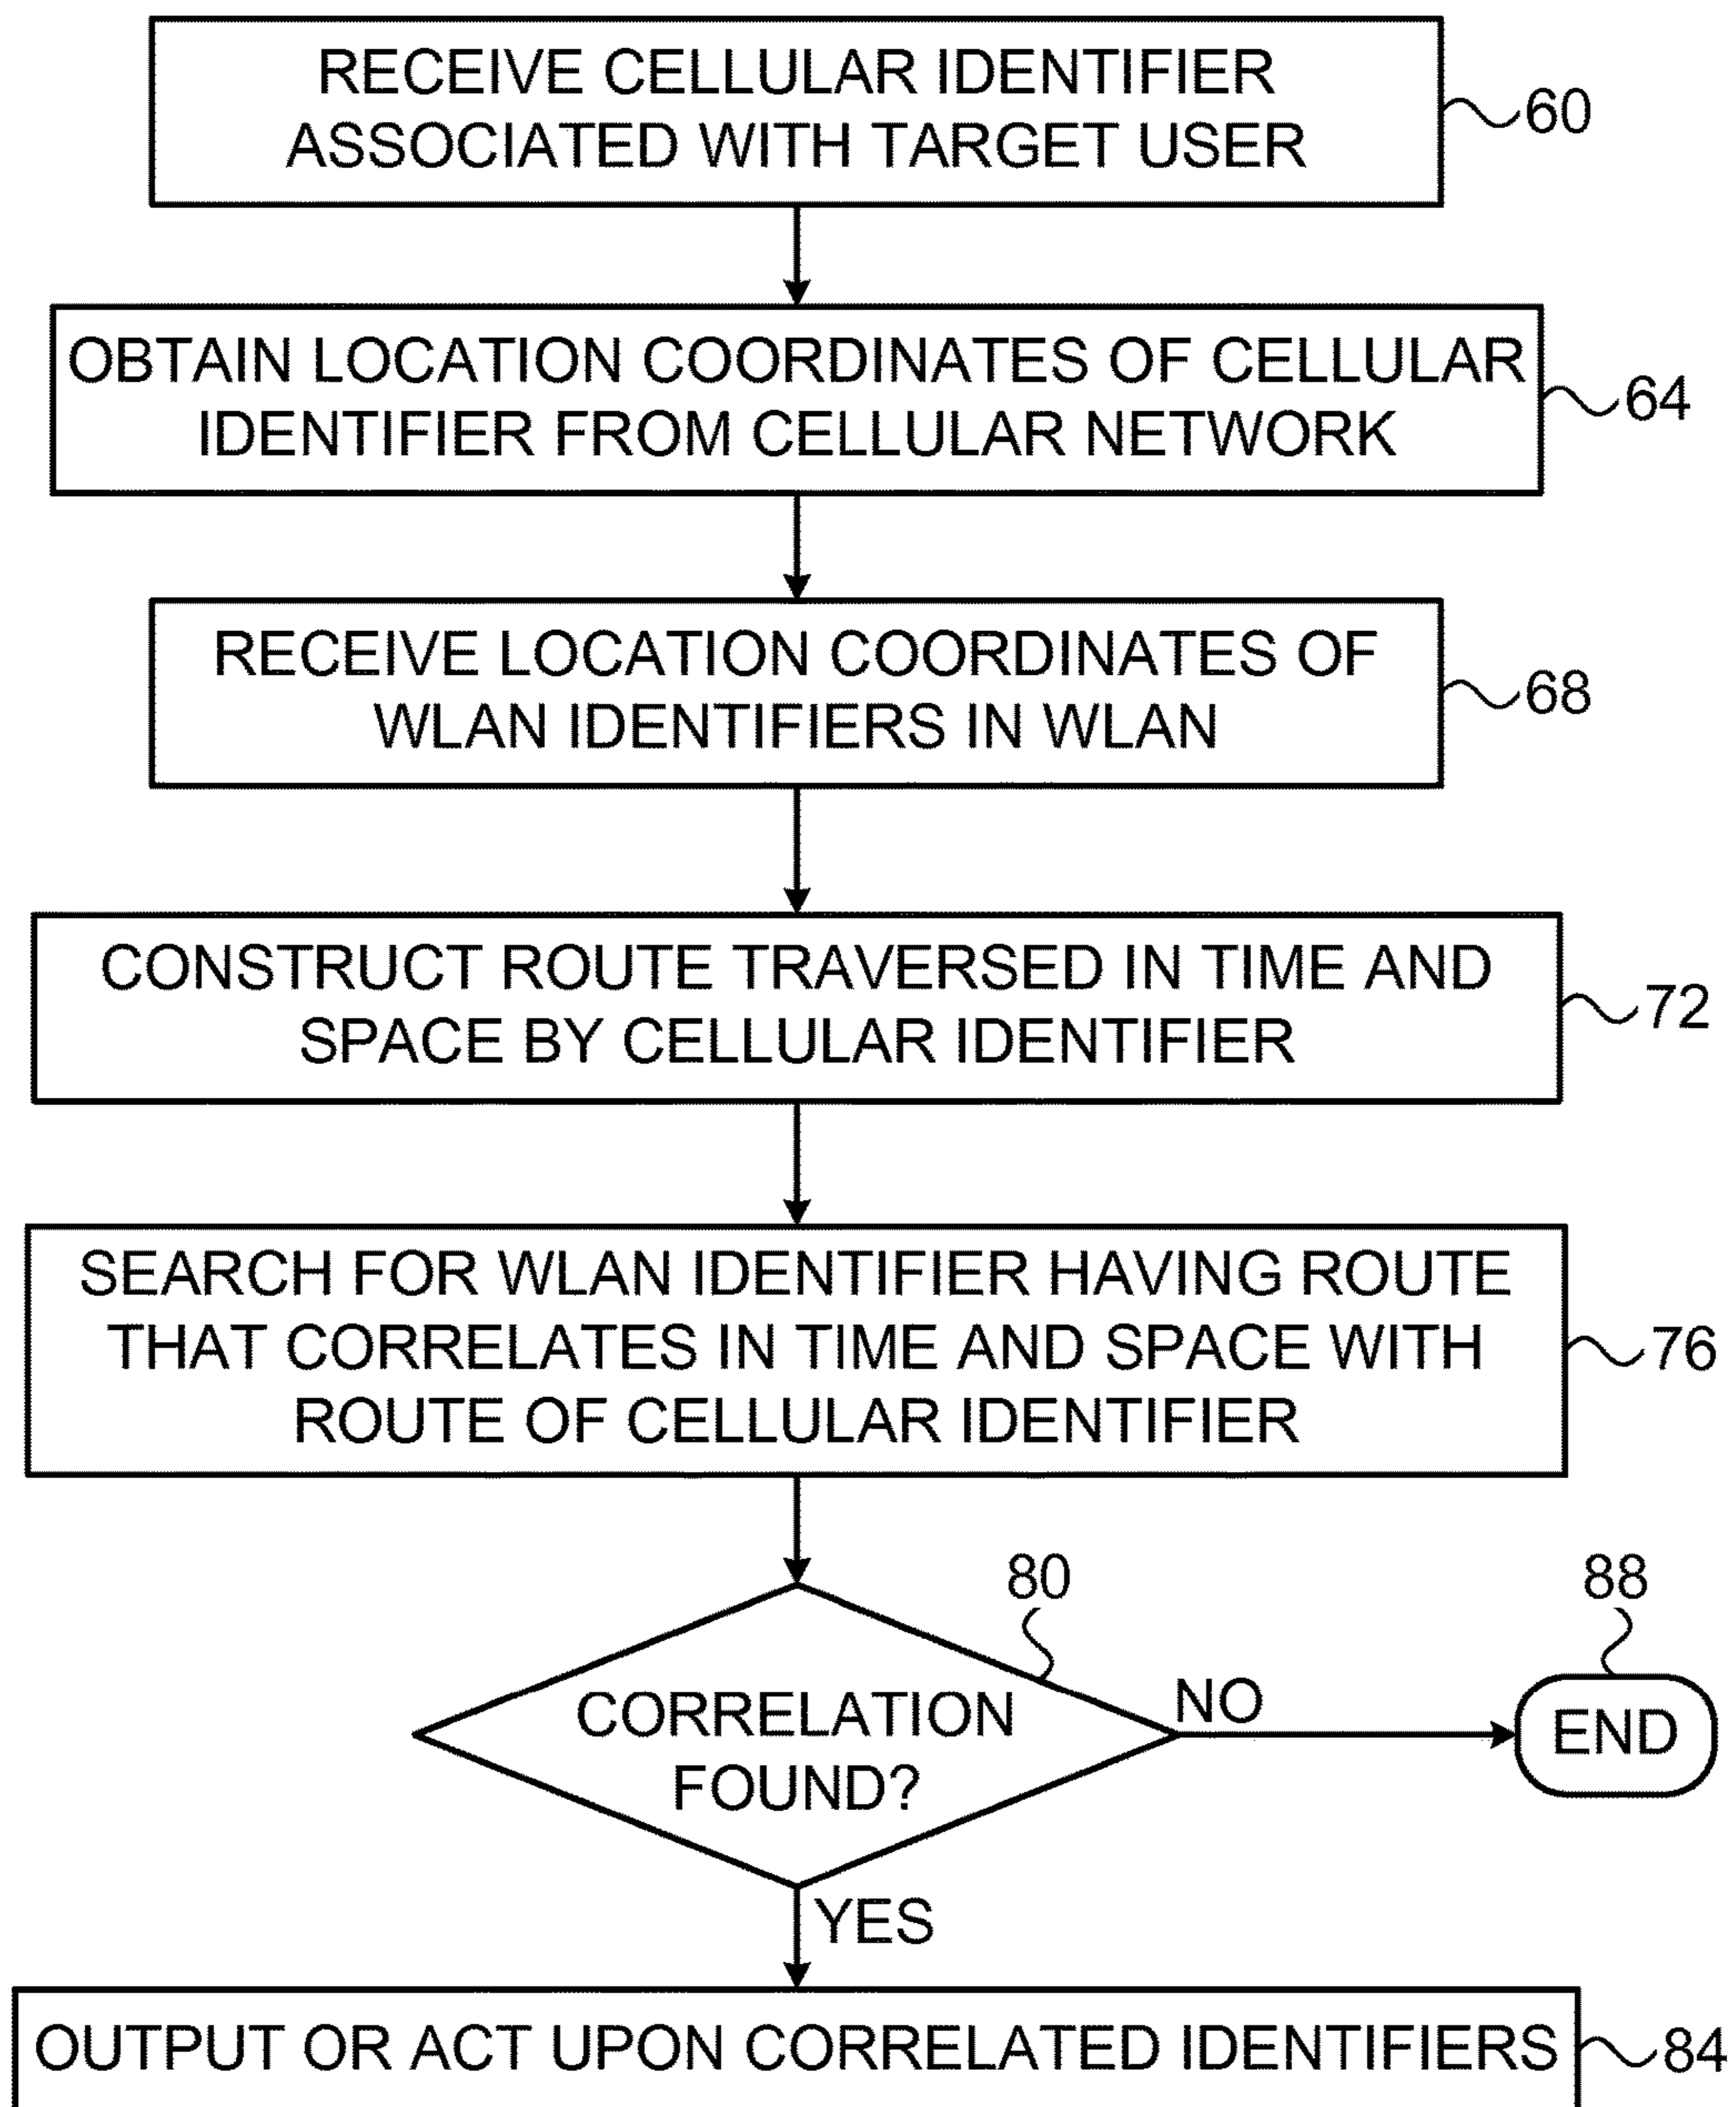 RECEIVE CELLULAR IDENTIFIER
ASSOCIATED WITH TARGET USER
60
OBTAIN LOCATION COORDINATES OF CELLULAR
IDENTIFIER FROM CELLULAR NETWORK
64
RECEIVE LOCATION COORDINATES OF
WLAN IDENTIFIERS IN WLAN
68
CONSTRUCT ROUTE TRAVERSED IN TIME AND
SPACE BY CELLULAR IDENTIFIER
72
SEARCH FOR WLAN IDENTIFIER HAVING ROUTE
THAT CORRELATES IN TIME AND SPACE WITH
ROUTE OF CELLULAR IDENTIFIER
76
80
88
CORRELATION
FOUND?
NO
END
YES
OUTPUT OR ACT UPON CORRELATED IDENTIFIERS
84